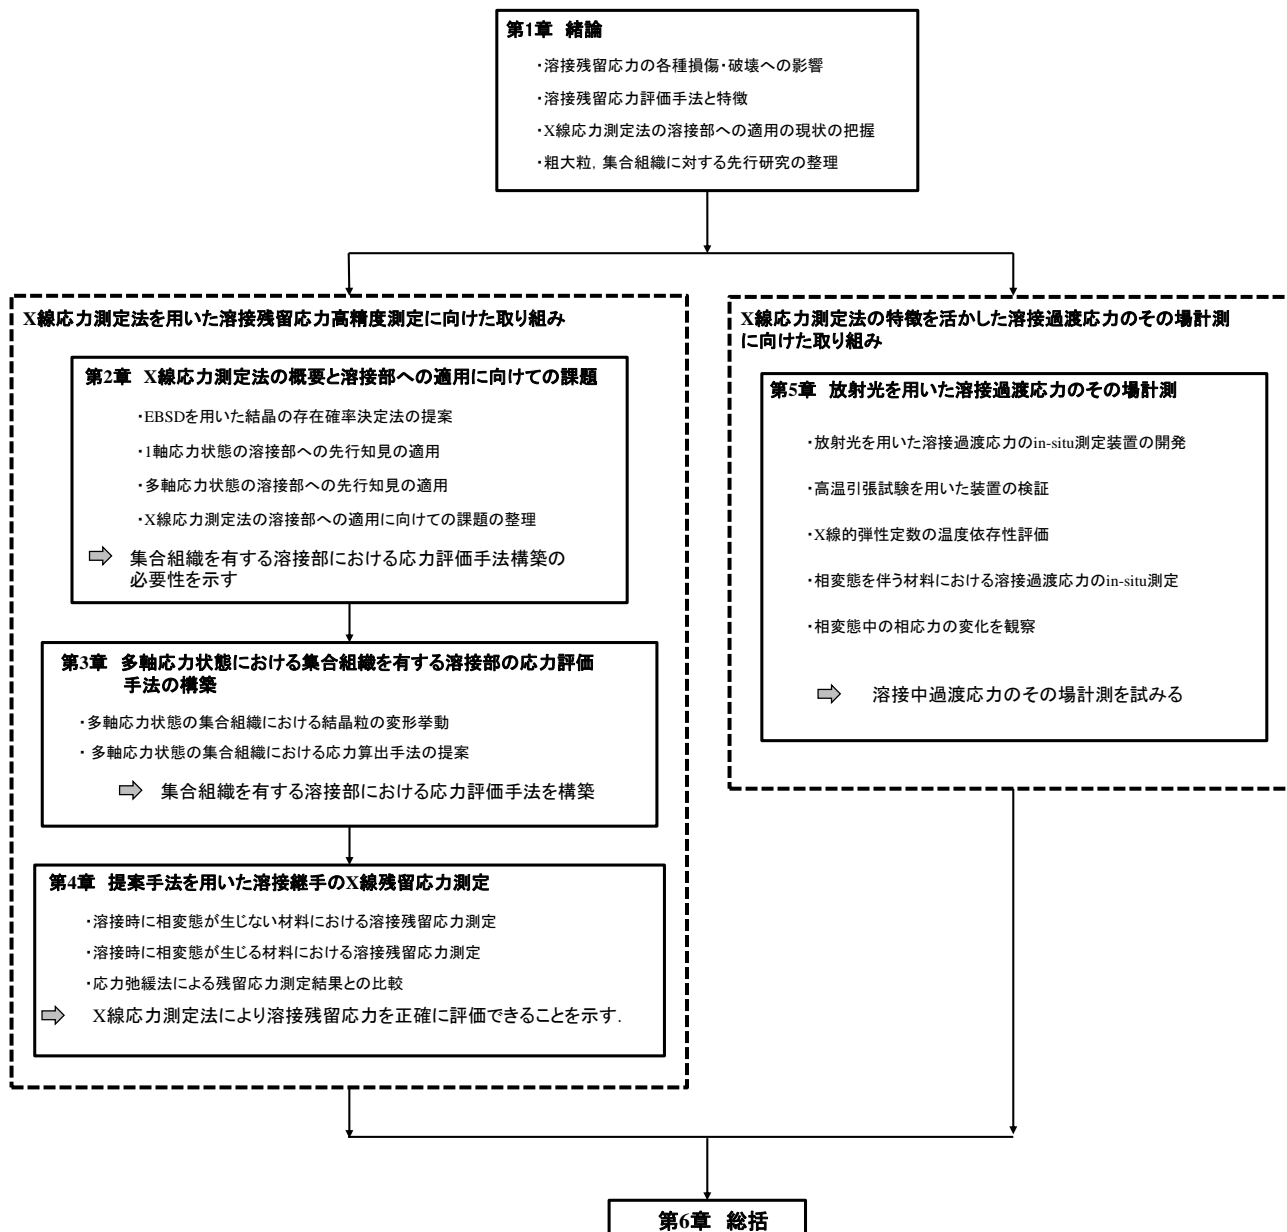 第1章 緒論
・溶接残留応力の各種損傷・破壊への影響
・溶接残留応力評価手法と特徴
・X線応力測定法の溶接部への適用の現状の把握
・粗大粒，集合組織に対する先行研究の整理
X線応力測定法を用いた溶接残留応力高精度測定に向けた取り組み
第2章 X線応力測定法の概要と溶接部への適用に向けての課題
・EBSDを用いた結晶の存在確率決定法の提案
・1軸応力状態の溶接部への先行知見の適用
・多軸応力状態の溶接部への先行知見の適用
・X線応力測定法の溶接部への適用に向けての課題の整理
⇨ 集合組織を有する溶接部における応力評価手法構築の
必要性を示す
第3章 多軸応力状態における集合組織を有する溶接部の応力評価
手法の構築
・多軸応力状態の集合組織における結晶粒の変形挙動
・多軸応力状態の集合組織における応力算出手法の提案
⇨ 集合組織を有する溶接部における応力評価手法を構築
第4章 提案手法を用いた溶接継手のX線残留応力測定
・溶接時に相変態が生じない材料における溶接残留応力測定
・溶接時に相変態が生じる材料における溶接残留応力測定
・応力弛緩法による残留応力測定結果との比較
⇨ X線応力測定法により溶接残留応力を正確に評価できることを示す.
X線応力測定法の特徴を活かした溶接過渡応力のその場計測
に向けた取り組み
第5章 放射光を用いた溶接過渡応力のその場計測
・放射光を用いた溶接過渡応力のin-situ測定装置の開発
・高温引張試験を用いた装置の検証
・X線的弾性定数の温度依存性評価
・相変態を伴う材料における溶接過渡応力のin-situ測定
・相変態中の相応力の変化を観察
⇨ 溶接中過渡応力のその場計測を試みる
第6章 総括